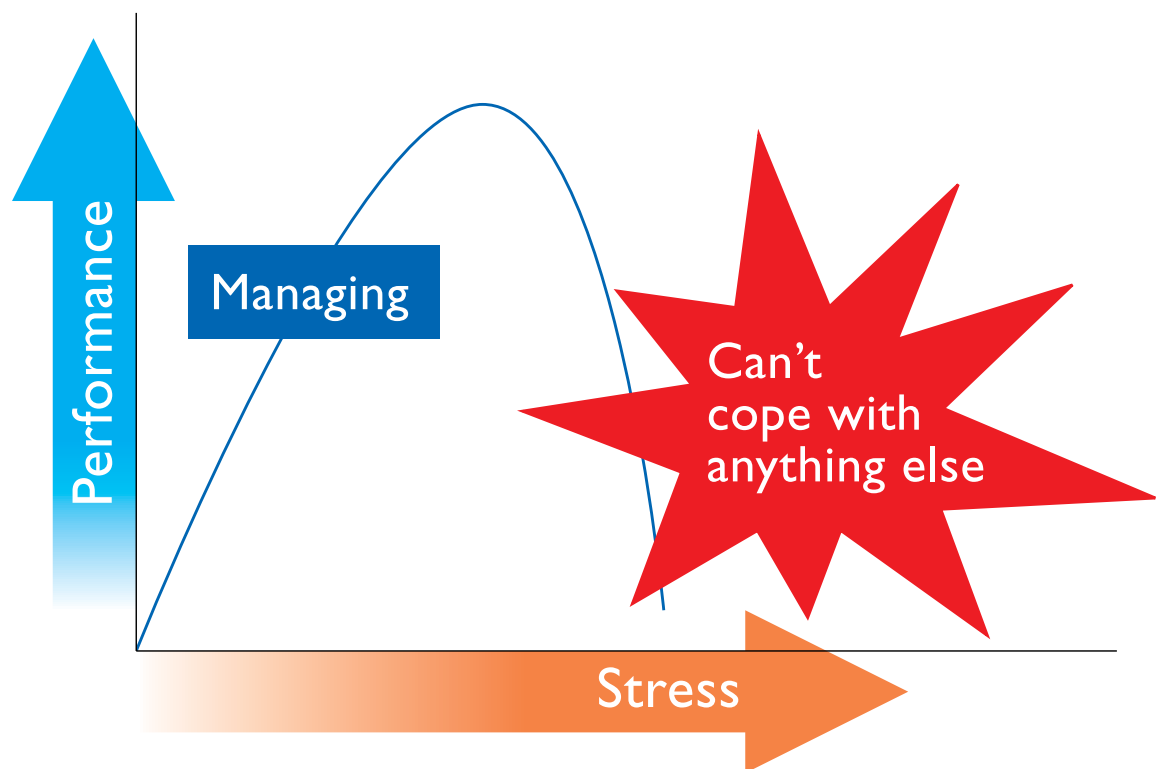 Performance
Managing
Can’t
cope with
anything else
Stress